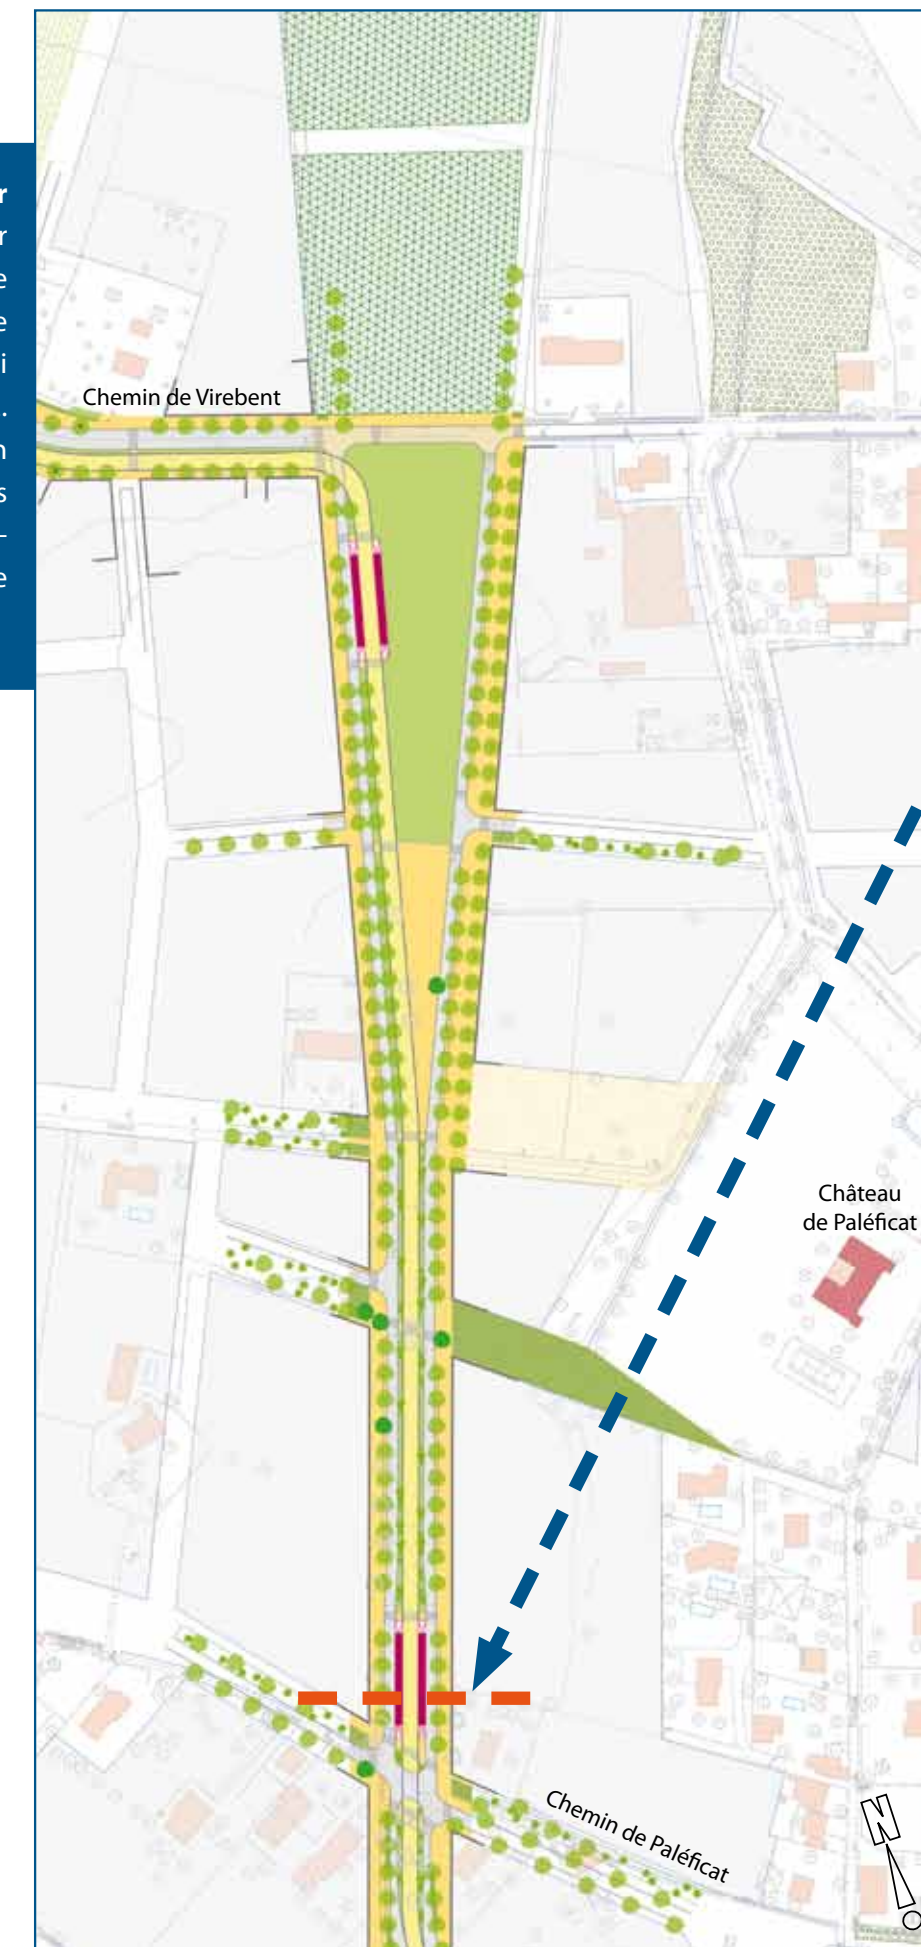 r
r
e
e
i
.
n
s
-
e
Chemin de Virebent
Château
de Paléficat
Chemin de Paléficat
N